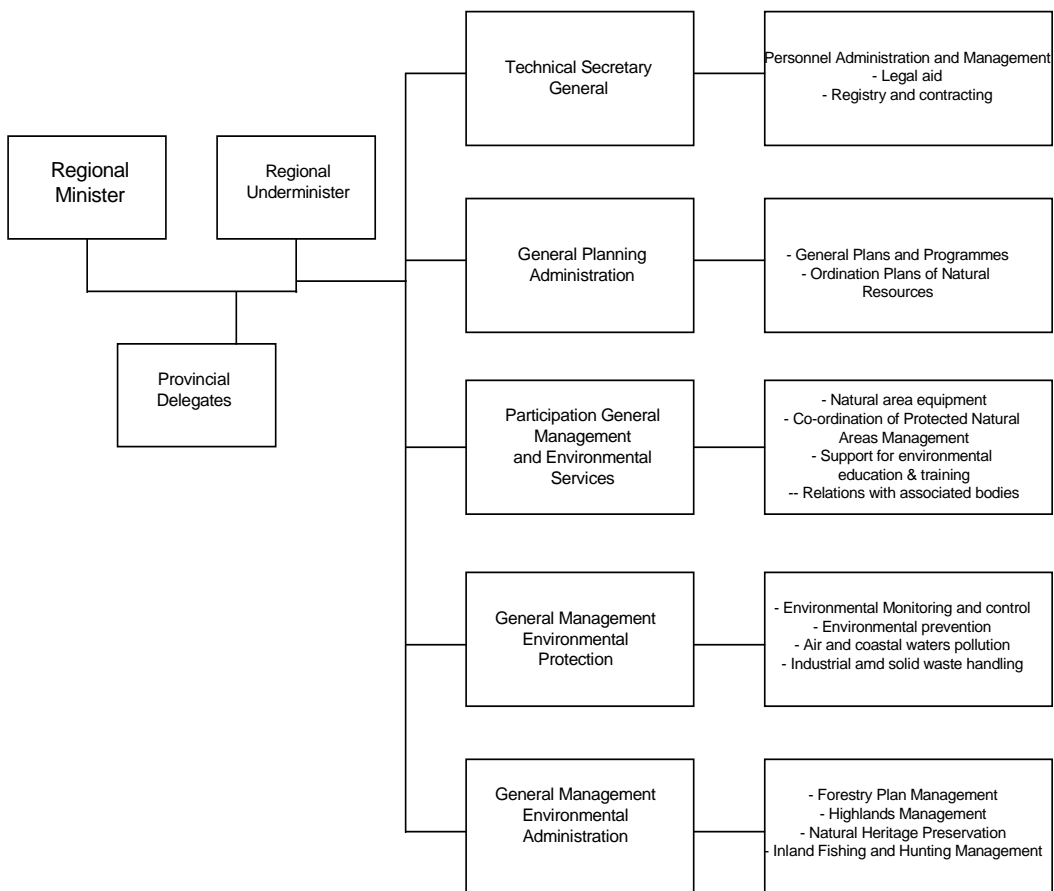 Regional
Minister
Regional
Underminister
Provincial
Delegates
Technical Secretary
General
Personnel Administration and Management
- Legal aid
- Registry and contracting
General Planning
Administration
- General Plans and Programmes
- Ordination Plans of Natural
Resources
Participation General
Management
and Environmental
Services
- Natural area equipment
- Co-ordination of Protected Natural
Areas Management
- Support for environmental
education & training
-- Relations with associated bodies
General Management
Environmental
Protection
- Environmental Monitoring and control
- Environmental prevention
- Air and coastal waters pollution
- Industrial amd solid waste handling
General Management
Environmental
Administration
- Forestry Plan Management
- Highlands Management
- Natural Heritage Preservation
- Inland Fishing and Hunting Management